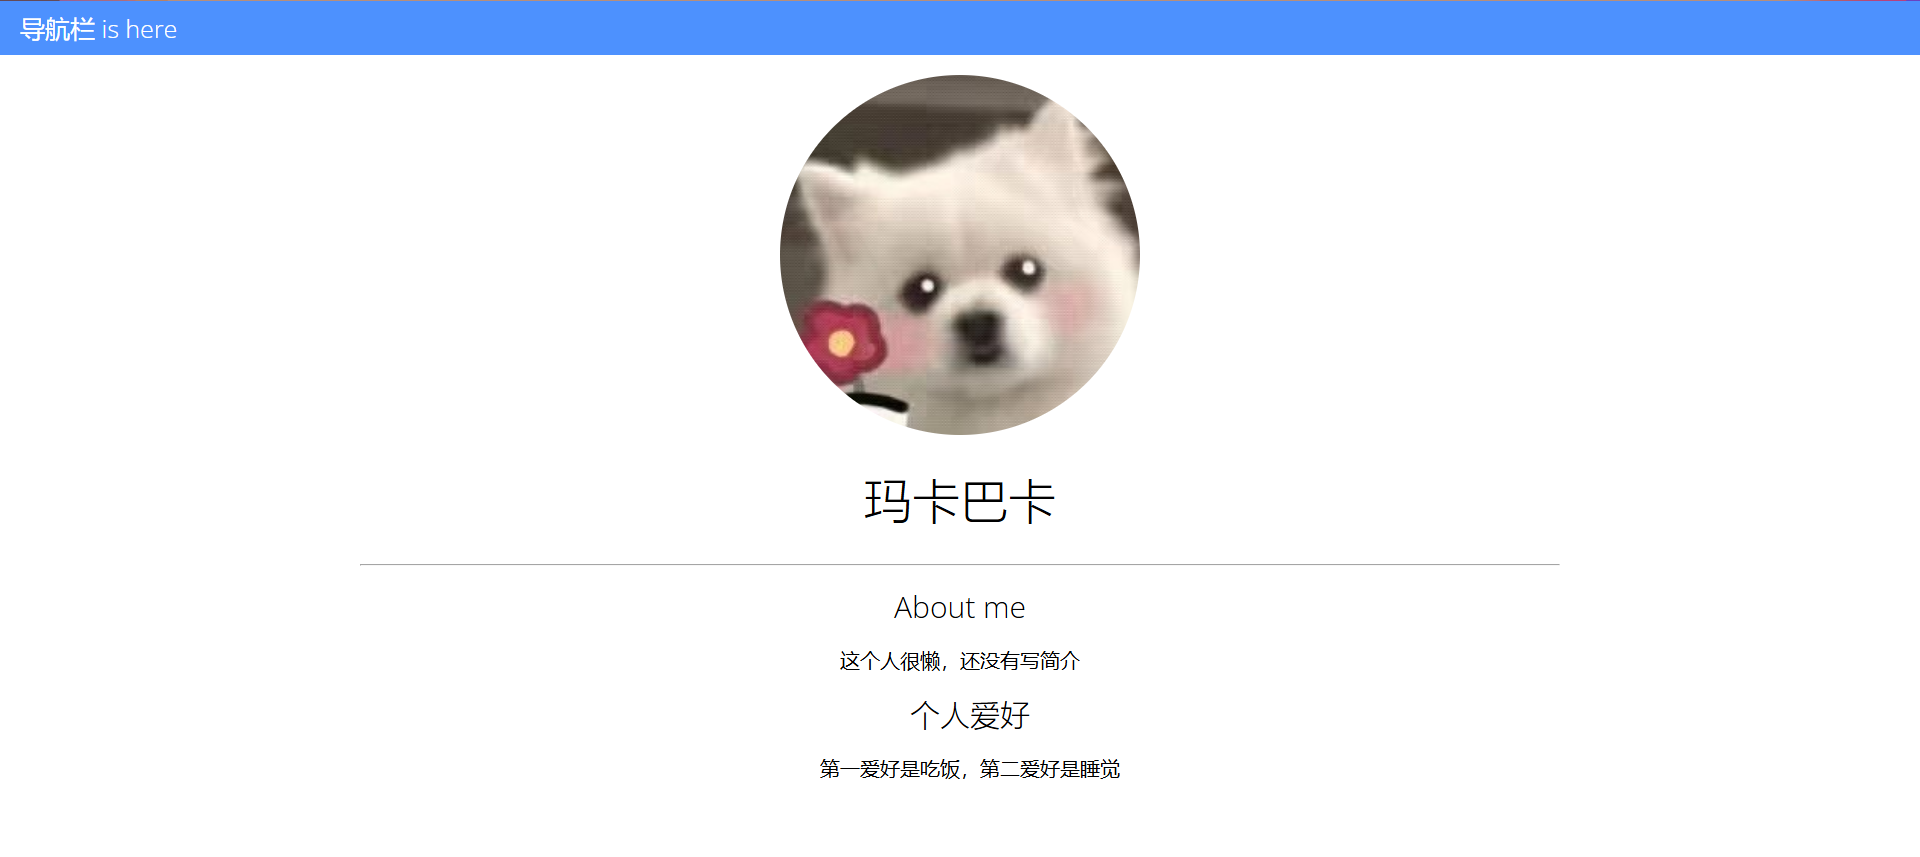 导航栏 is here
玛卡巴卡
About me
这个人很懒，还没有写简介
个人爱好
第一爱好是吃饭，第二爱好是睡觉